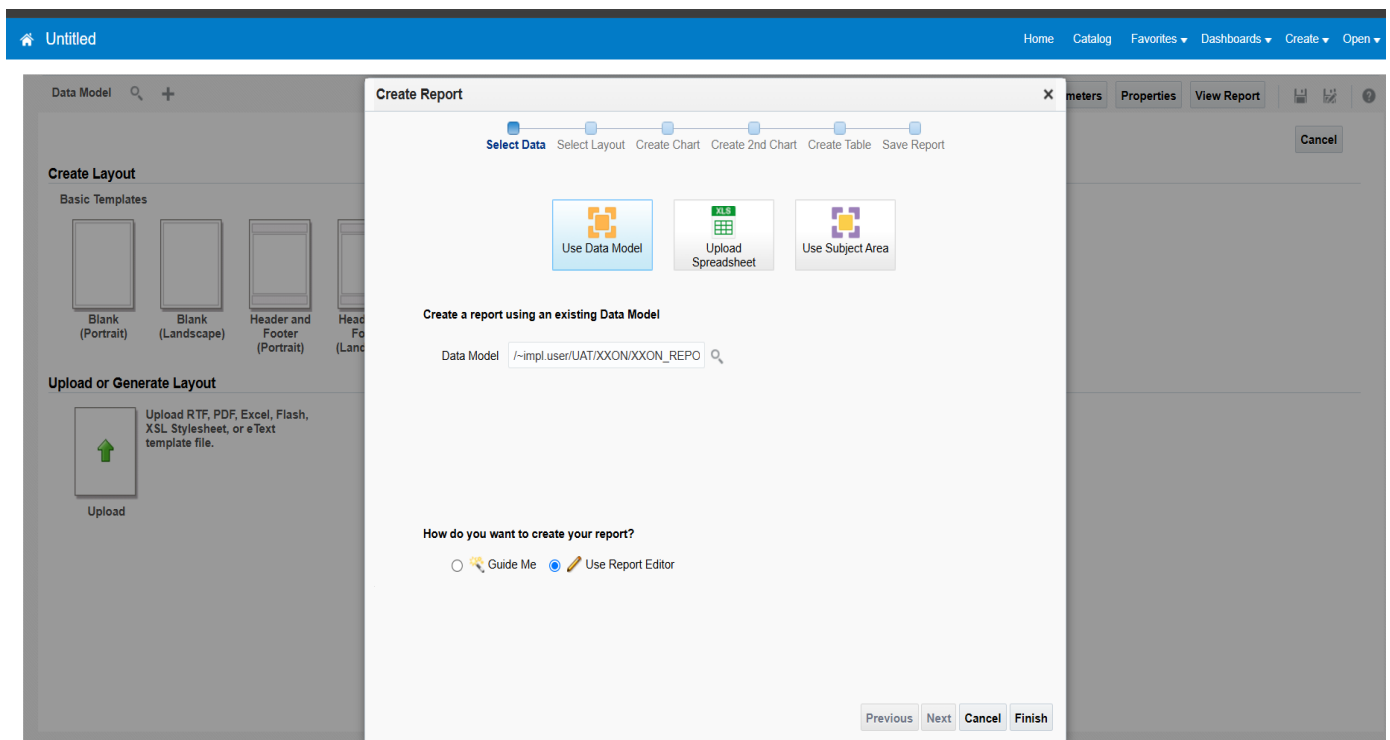 Untitled
Home Catalog Favorites Dashboards Create Open
Data Model
Create Report
meters Properties View Report
Cancel
Select Data Select Layout Create Chart Create 2nd Chart Create Table Save Report
Create Layout
Basic Templates
Blank
(Portrait)
Blank
(Landscape)
Header and
Footer
(Portrait)
Head
Fo
(Land
Use Data Model
XLS
Upload
Spreadsheet
Use Subject Area
Create a report using an existing Data Model
Data Model /~impl.user/UAT/XXON/XXON_REPO
Upload or Generate Layout
Upload RTF, PDF, Excel, Flash,
XSL Stylesheet, or eText
template file.
Upload
How do you want to create your report?
Guide Me Use Report Editor
Previous Next Cancel Finish